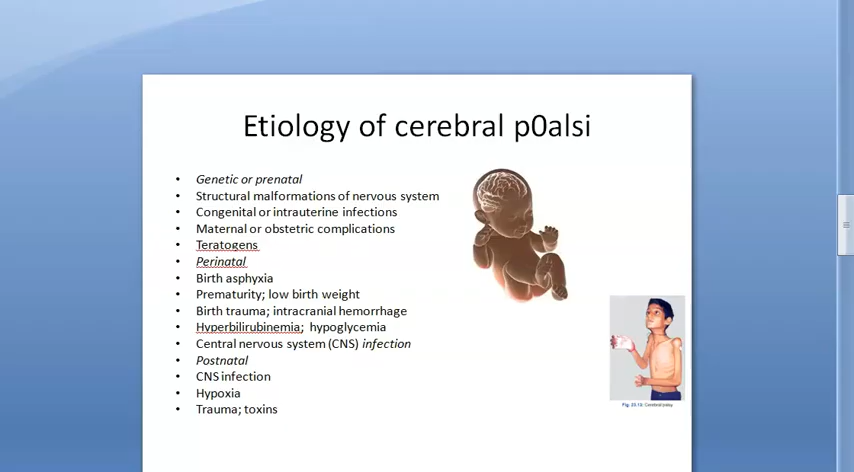 Etiology of cerebral p0alsi
• Genetic or prenatal
• Structural malformations of nervous system
• Congenital or intrauterine infections
• Maternal or obstetric complications
• Teratogens
• Perinatal
• Birth asphyxia
• Prematurity; low birth weight
• Birth trauma; intracranial hemorrhage
• Hyperbilirubinemia; hypoglycemia
• Central nervous system (CNS) infection
• Postnatal
• CNS infection
• Hypoxia
• Trauma; toxins
Cerebral palsy